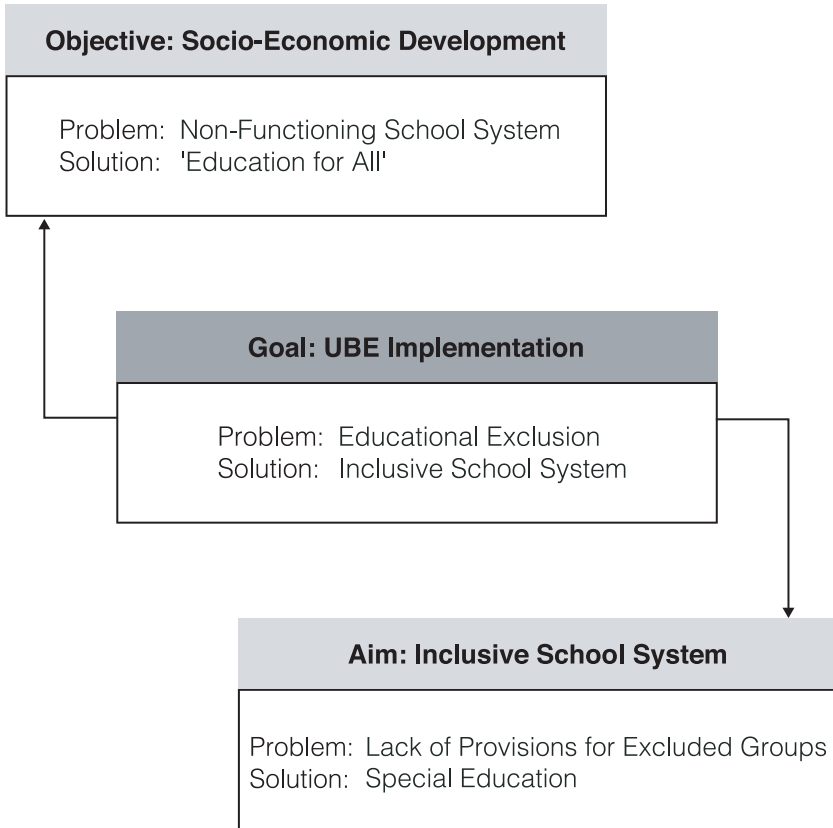 Objective: Socio-Economic Development
Problem: Non-Functioning School System
Solution: 'Education for All'
Goal: UBE Implementation
Problem: Educational Exclusion
Solution: Inclusive School System
Aim: Inclusive School System
Problem: Lack of Provisions for Excluded Groups
Solution: Special Education